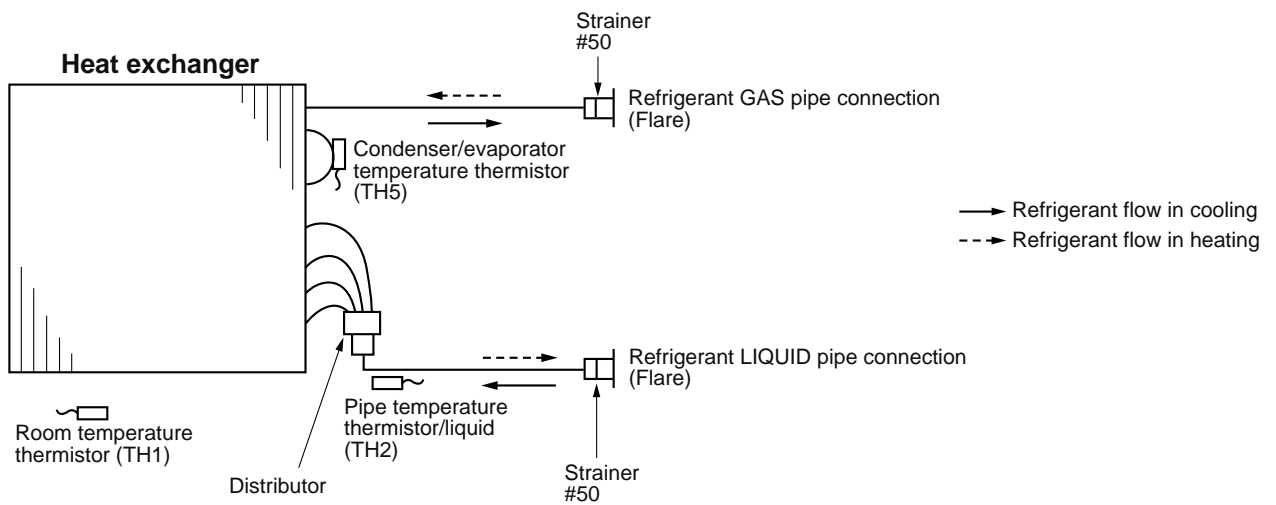 Strainer
#50
Heat exchanger
Refrigerant GAS pipe connection
(Flare)
Condenser/evaporator
temperature thermistor
(TH5)
Refrigerant flow in cooling
Refrigerant flow in heating
Refrigerant LIQUID pipe connection
(Flare)
Pipe temperature
thermistor/liquid
(TH2)
Room temperature
thermistor (TH1)
Distributor
Strainer
#50